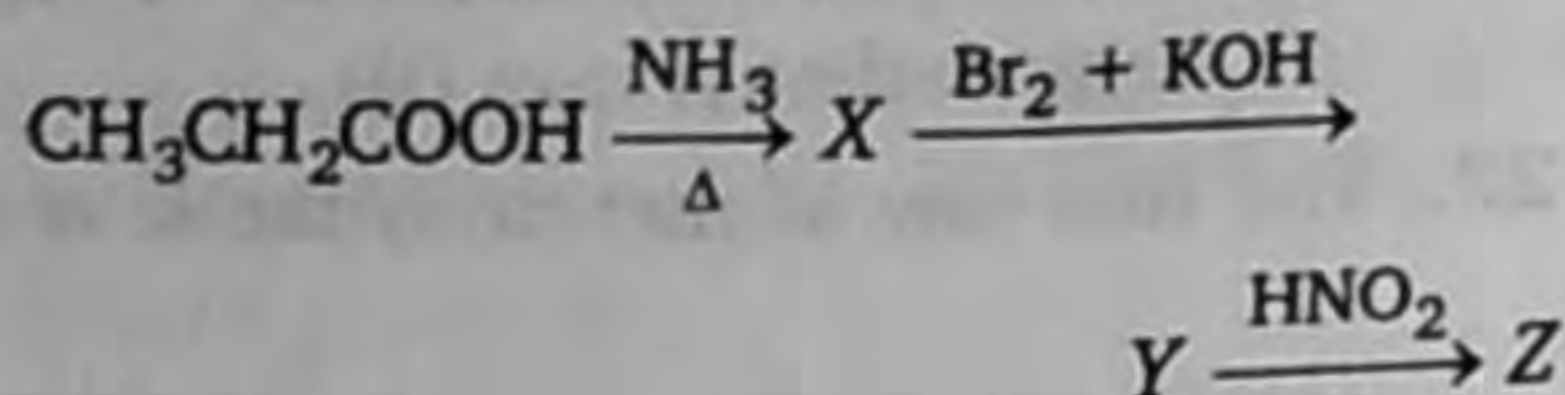 CH₃CH₂COOH —NH₃/Δ→ X —Br₂ + KOH→
Y —HNO₂→ Z